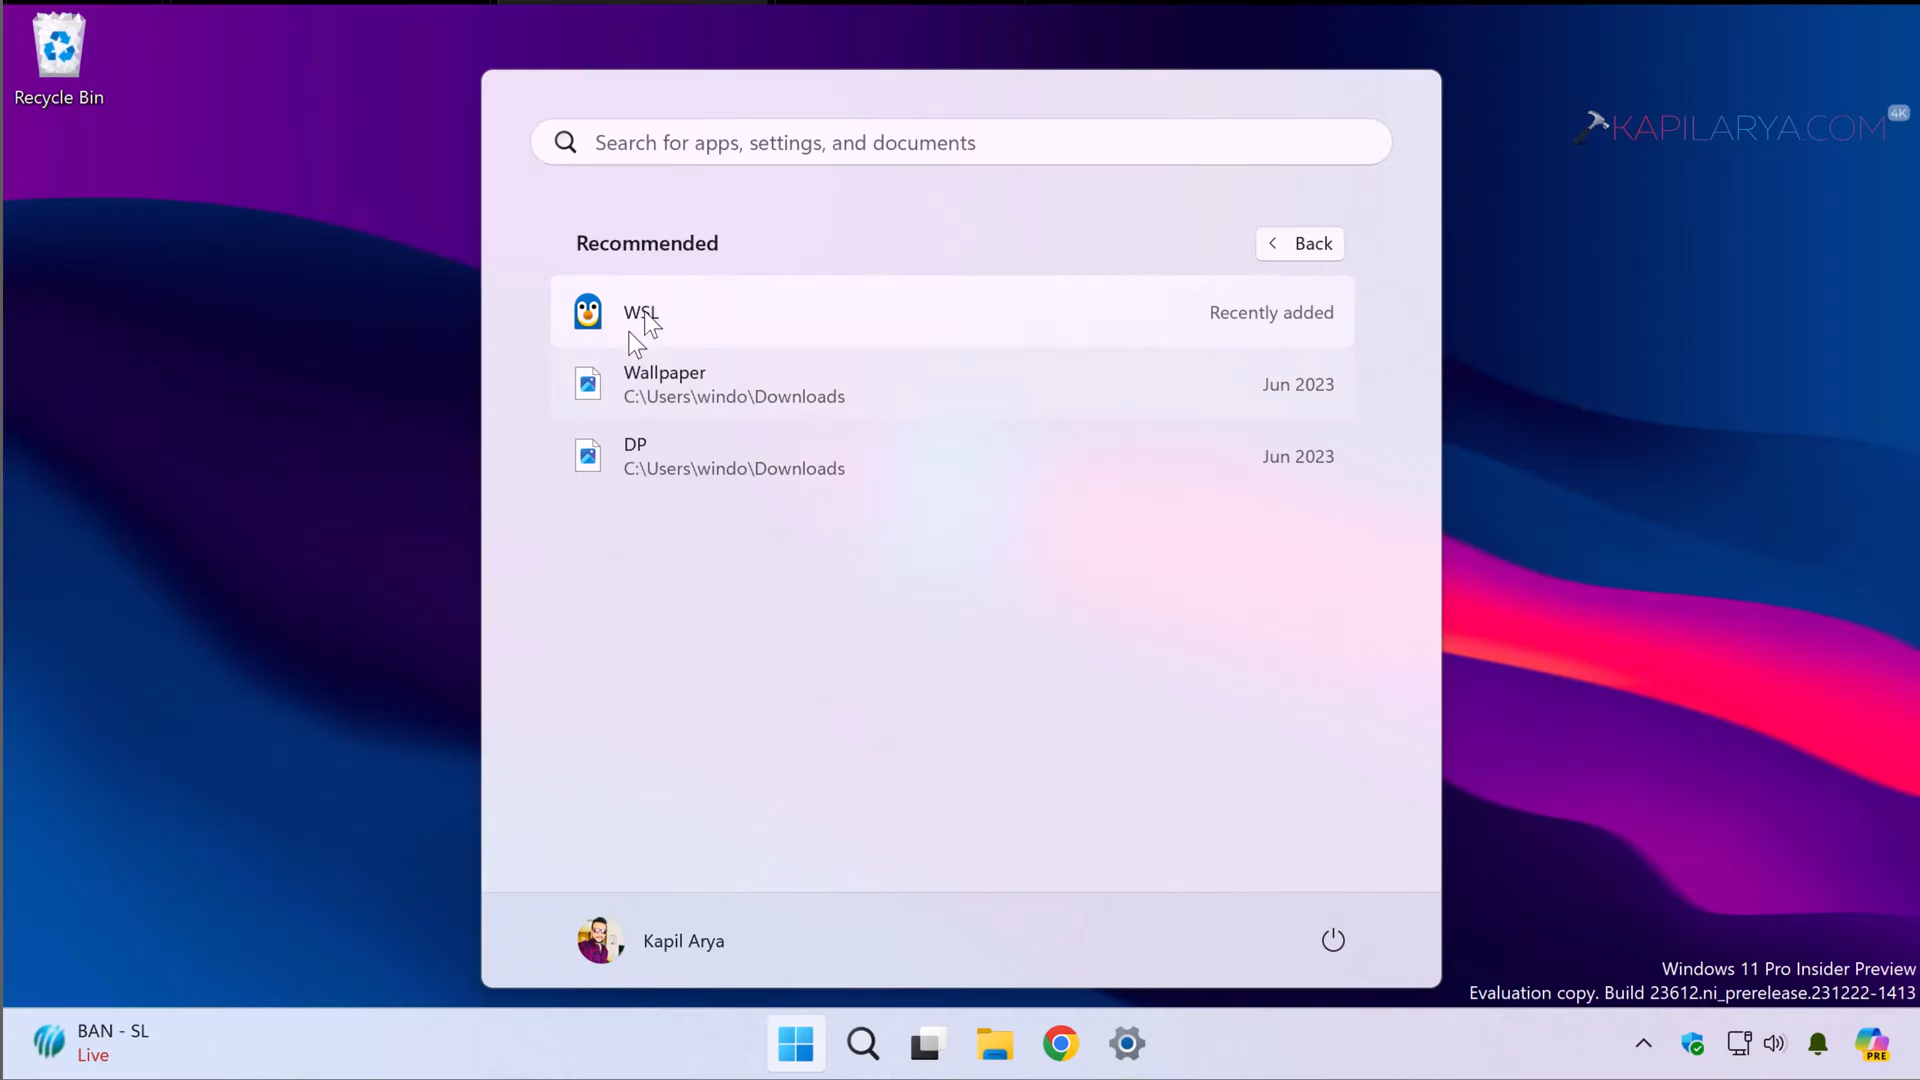 Recycle Bin
KAPILARYA.COM
4K
Search for apps, settings, and documents
Recommended
Back
WSL
Recently added
Wallpaper
C:\Users\windo\Downloads
Jun 2023
DP
C:\Users\windo\Downloads
Jun 2023
Kapil Arya
Windows 11 Pro Insider Preview
Evaluation copy. Build 23612.ni_prerelease.231222-1413
BAN - SL
Live
PRE